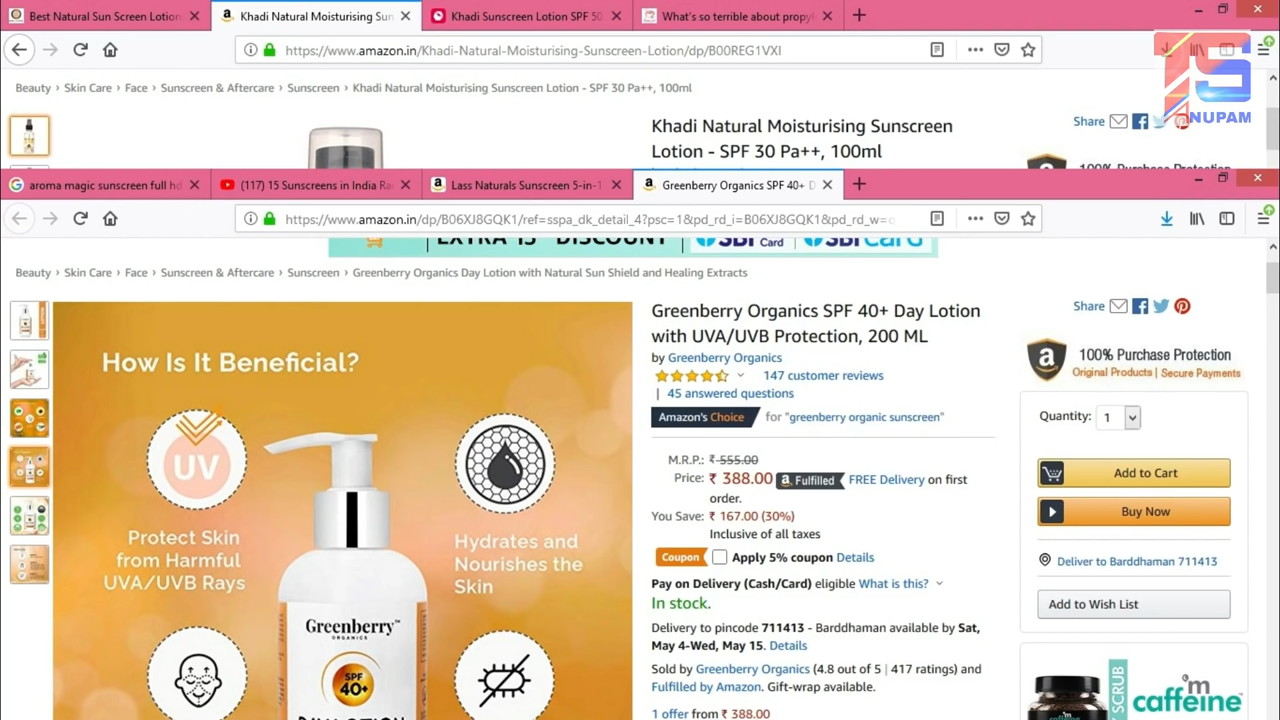 Best Natural Sun Screen Lotion
Khadi Natural Moisturising Sun
Khadi Sunscreen Lotion SPF 50
What's so terrible about propyl
https://www.amazon.in/Khadi-Natural-Moisturising-Sunscreen-Lotion/dp/B00REG1VXI
NUPAM
Beauty › Skin Care › Face › Sunscreen & Aftercare › Sunscreen › Khadi Natural Moisturising Sunscreen Lotion - SPF 30 Pa++, 100ml
Khadi Natural Moisturising Sunscreen
Lotion - SPF 30 Pa++, 100ml
Share
100% Purchase Protection
aroma magic sunscreen full hd
(117) 15 Sunscreens in India Ra
Lass Naturals Sunscreen 5-in-1
Greenberry Organics SPF 40+ D
https://www.amazon.in/dp/B06XJ8GQK1/ref=sspa_dk_detail_4?psc=1&pd_rd_i=B06XJ8GQK1&pd_rd_w=
EXTRA 15 DISCOUNT
SBI Card
SBI Card
Beauty › Skin Care › Face › Sunscreen & Aftercare › Sunscreen › Greenberry Organics Day Lotion with Natural Sun Shield and Healing Extracts
How Is It Beneficial?
UV
Protect Skin
from Harmful
UVA/UVB Rays
Hydrates and
Nourishes the
Skin
Greenberry™
ORGANICS
SPF
40+
DAY LOTION
Greenberry Organics SPF 40+ Day Lotion
with UVA/UVB Protection, 200 ML
by Greenberry Organics
147 customer reviews
| 45 answered questions
Amazon's Choice for "greenberry organic sunscreen"
M.R.P.: ₹ 555.00
Price: ₹ 388.00 a Fulfilled FREE Delivery on first
order.
You Save: ₹ 167.00 (30%)
Inclusive of all taxes
Coupon Apply 5% coupon Details
Pay on Delivery (Cash/Card) eligible What is this?
In stock.
Delivery to pincode 711413 - Barddhaman available by Sat,
May 4-Wed, May 15. Details
Sold by Greenberry Organics (4.8 out of 5 | 417 ratings) and
Fulfilled by Amazon. Gift-wrap available.
1 offer from ₹ 388.00
Share
a 100% Purchase Protection
Original Products | Secure Payments
Quantity: 1
Add to Cart
Buy Now
Deliver to Barddhaman 711413
Add to Wish List
SCRUB
'm
caffeine